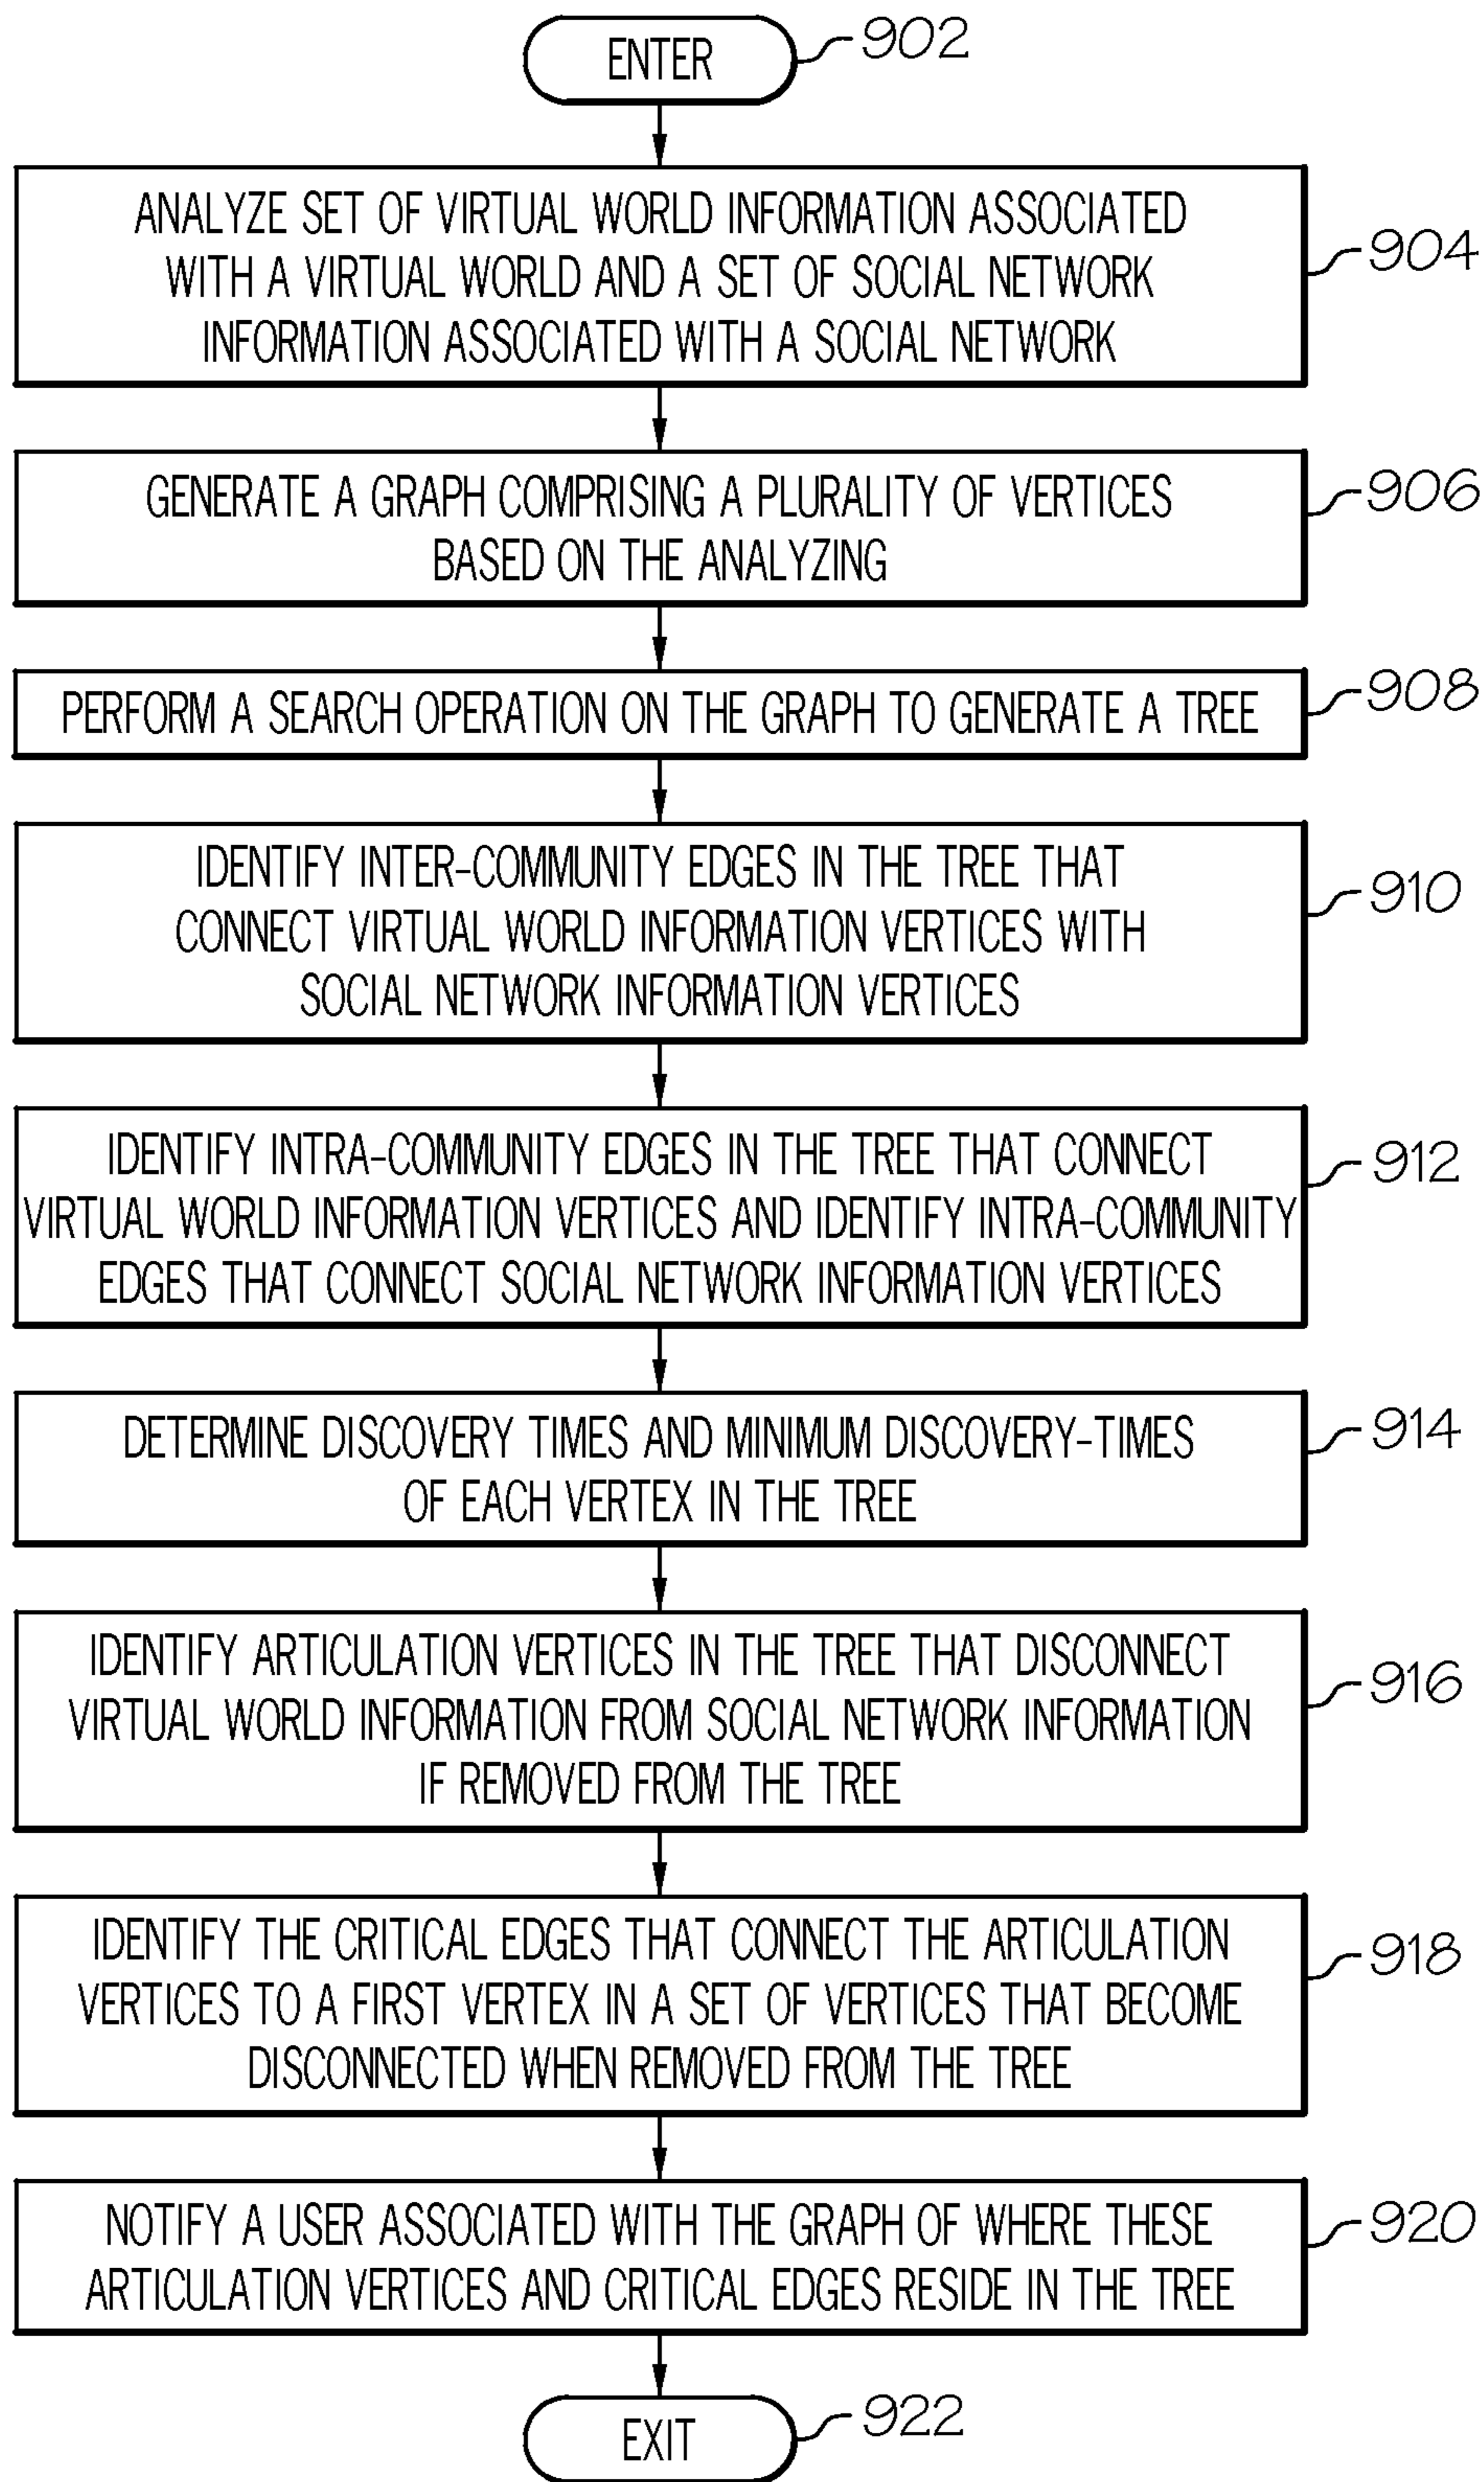 ENTER
902
ANALYZE SET OF VIRTUAL WORLD INFORMATION ASSOCIATED
WITH A VIRTUAL WORLD AND A SET OF SOCIAL NETWORK
INFORMATION ASSOCIATED WITH A SOCIAL NETWORK
904
GENERATE A GRAPH COMPRISING A PLURALITY OF VERTICES
BASED ON THE ANALYZING
906
PERFORM A SEARCH OPERATION ON THE GRAPH TO GENERATE A TREE
908
IDENTIFY INTER-COMMUNITY EDGES IN THE TREE THAT
CONNECT VIRTUAL WORLD INFORMATION VERTICES WITH
SOCIAL NETWORK INFORMATION VERTICES
910
IDENTIFY INTRA-COMMUNITY EDGES IN THE TREE THAT CONNECT
VIRTUAL WORLD INFORMATION VERTICES AND IDENTIFY INTRA-COMMUNITY
EDGES THAT CONNECT SOCIAL NETWORK INFORMATION VERTICES
912
DETERMINE DISCOVERY TIMES AND MINIMUM DISCOVERY-TIMES
OF EACH VERTEX IN THE TREE
914
IDENTIFY ARTICULATION VERTICES IN THE TREE THAT DISCONNECT
VIRTUAL WORLD INFORMATION FROM SOCIAL NETWORK INFORMATION
IF REMOVED FROM THE TREE
916
IDENTIFY THE CRITICAL EDGES THAT CONNECT THE ARTICULATION
VERTICES TO A FIRST VERTEX IN A SET OF VERTICES THAT BECOME
DISCONNECTED WHEN REMOVED FROM THE TREE
918
NOTIFY A USER ASSOCIATED WITH THE GRAPH OF WHERE THESE
ARTICULATION VERTICES AND CRITICAL EDGES RESIDE IN THE TREE
920
EXIT
922